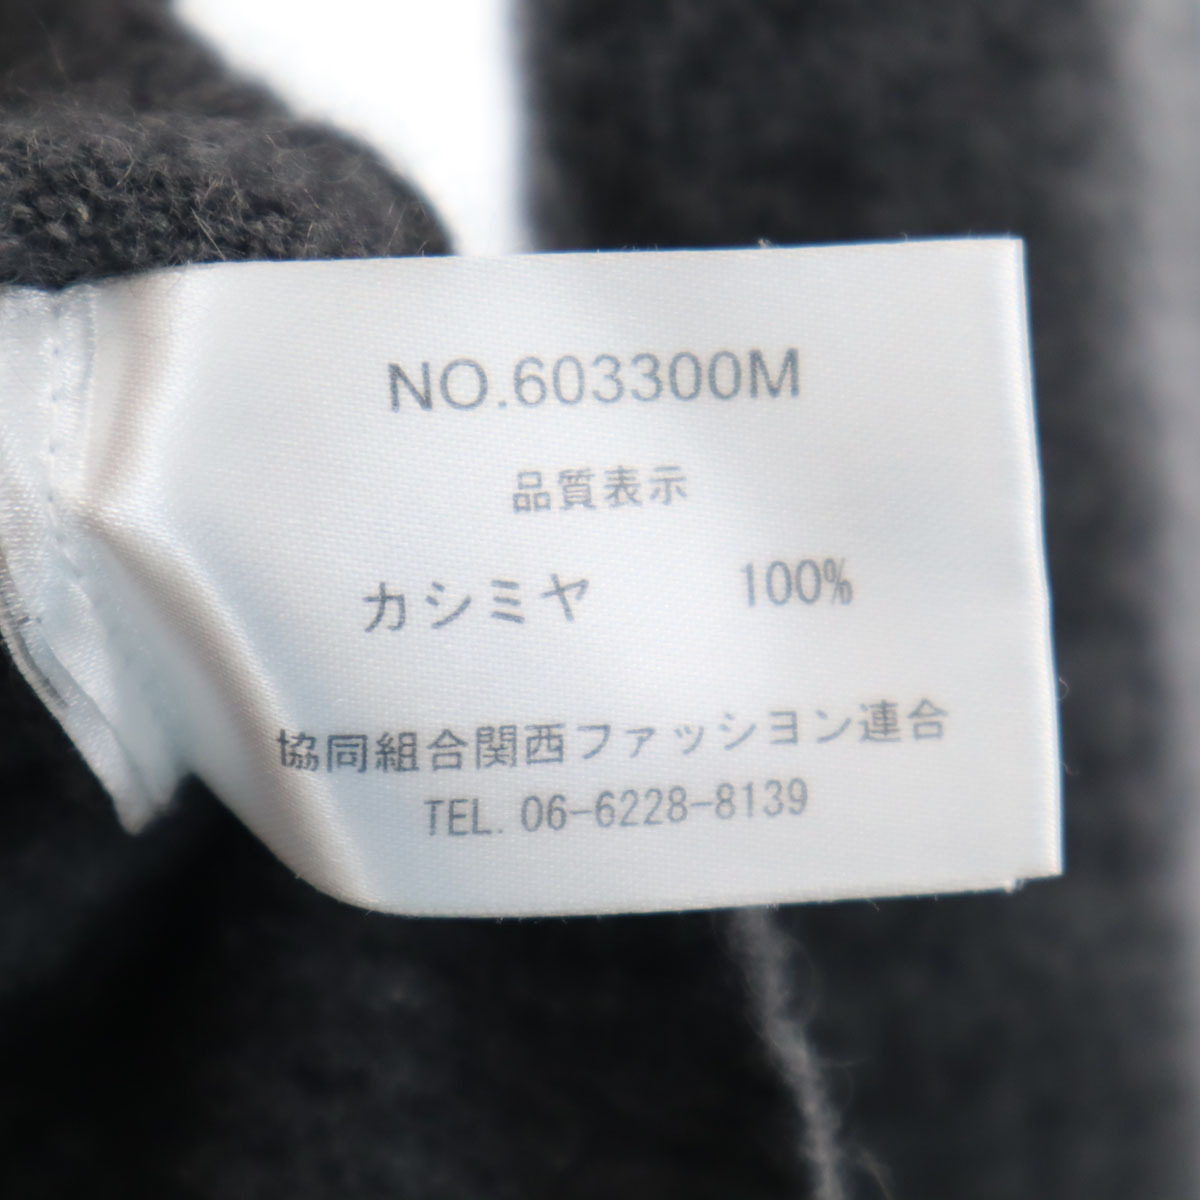 NO.603300M
品質表示
カシミヤ 100%
協同組合関西ファッシヨン連合
TEL. 06-6228-8139